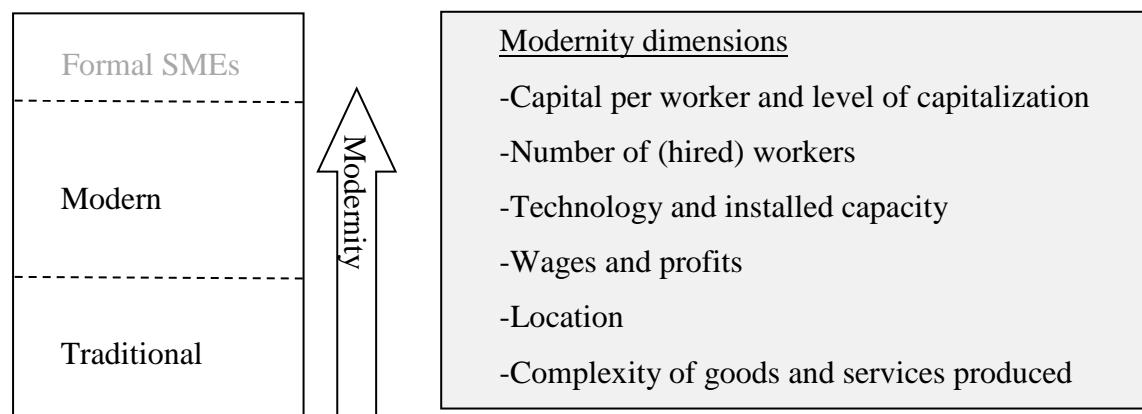 Formal SMEs
Modern
Traditional
Modernity
Modernity dimensions
-Capital per worker and level of capitalization
-Number of (hired) workers
-Technology and installed capacity
-Wages and profits
-Location
-Complexity of goods and services produced